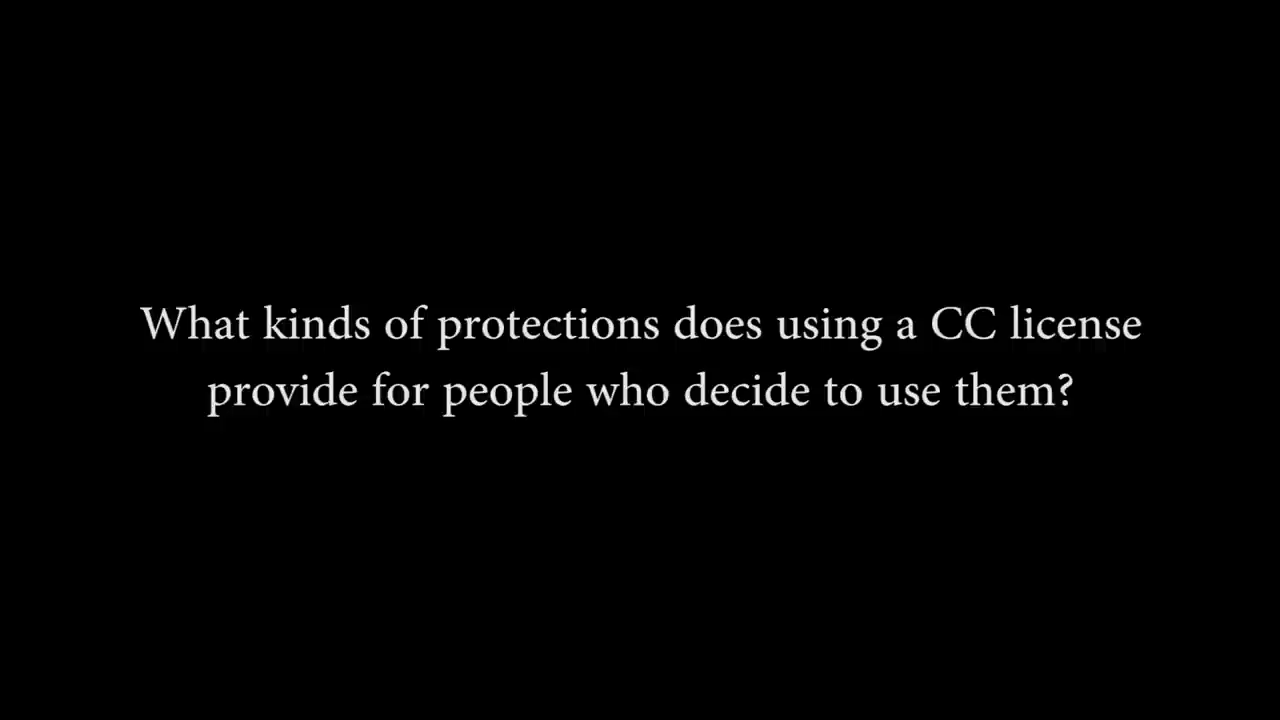 What kinds of protections does using a CC license
provide for people who decide to use them?